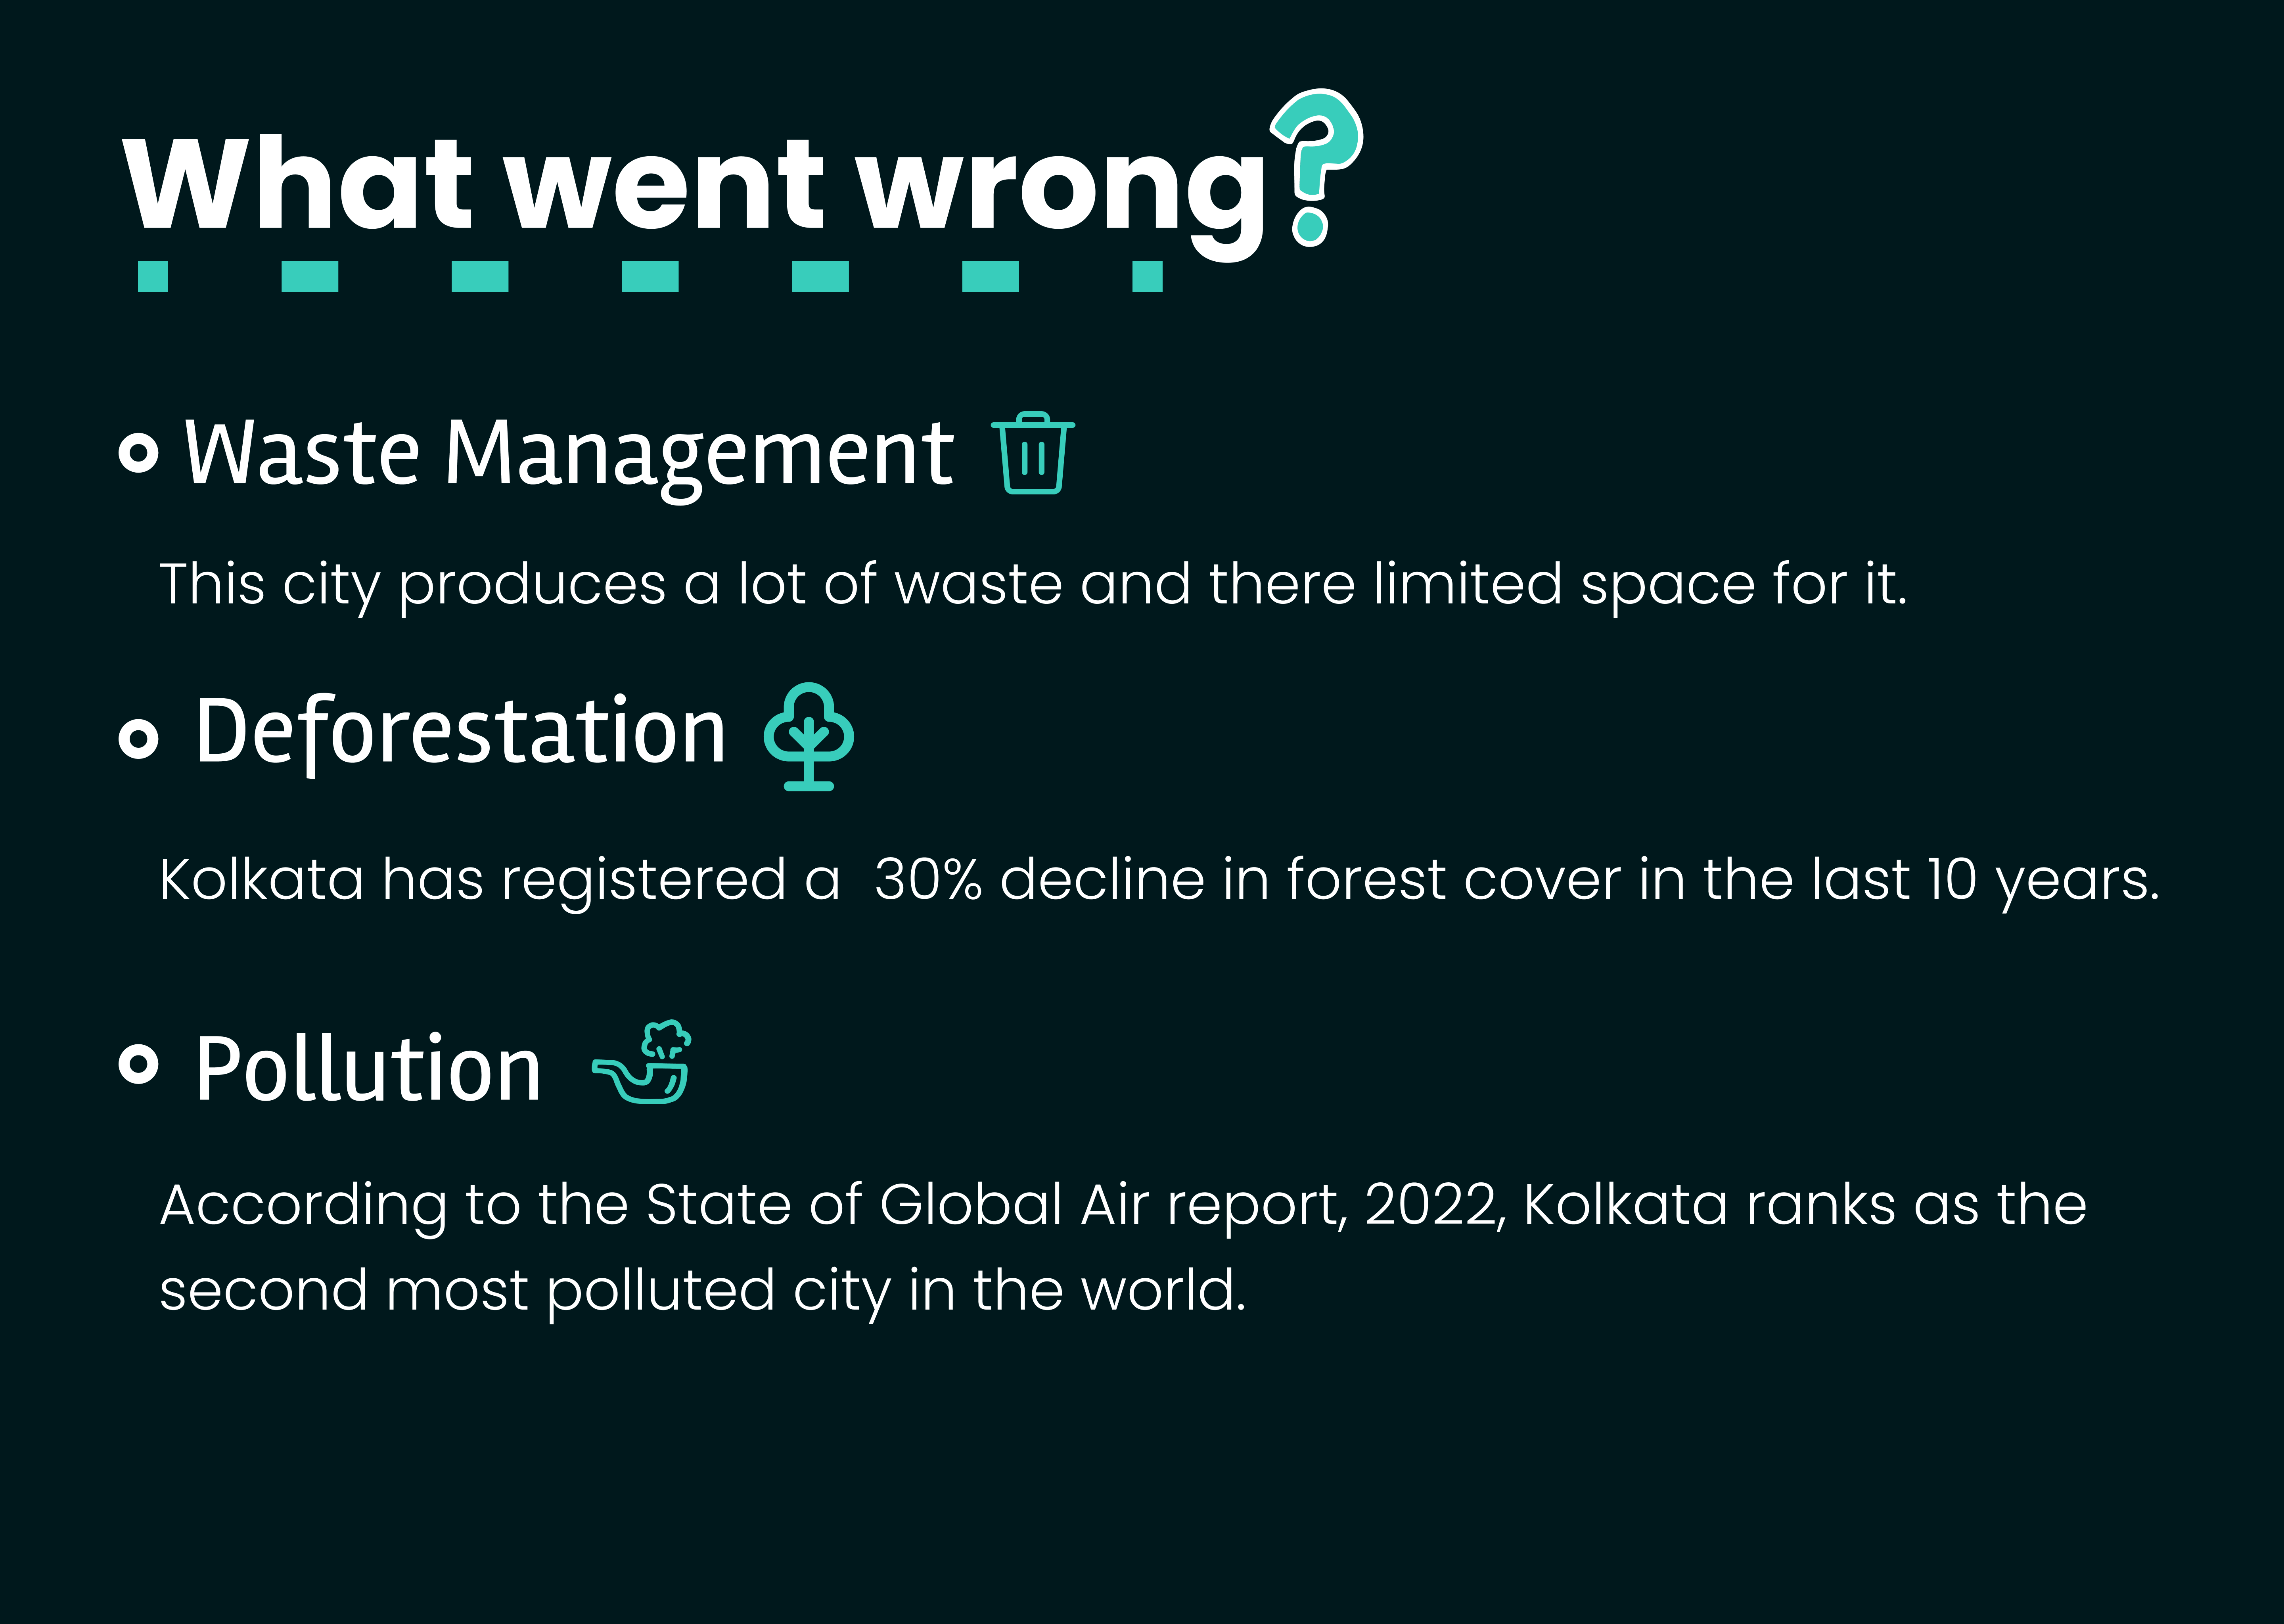 What went wrong?
Waste Management
This city produces a lot of waste and there limited space for it.
Deforestation
Kolkata has registered a  30% decline in forest cover in the last 10 years.
Pollution
According to the State of Global Air report, 2022, Kolkata ranks as the
second most polluted city in the world.